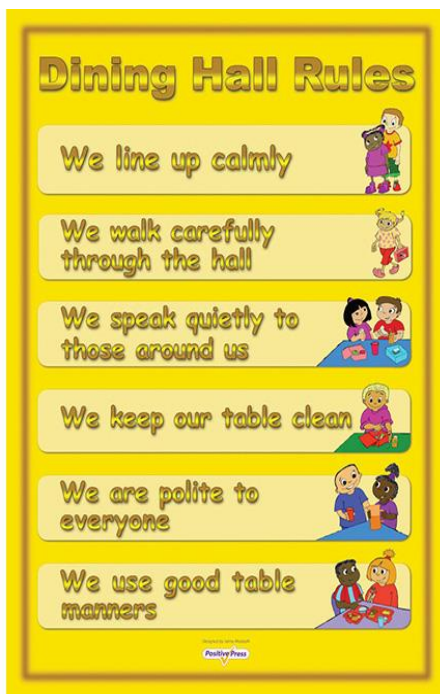 Dining Hall Rules
We line up calmly
We walk carefully
through the hall
We speak quietly to
those around us
We keep our table clean
We are polite to
everyone
We use good table
manners
Positive Press